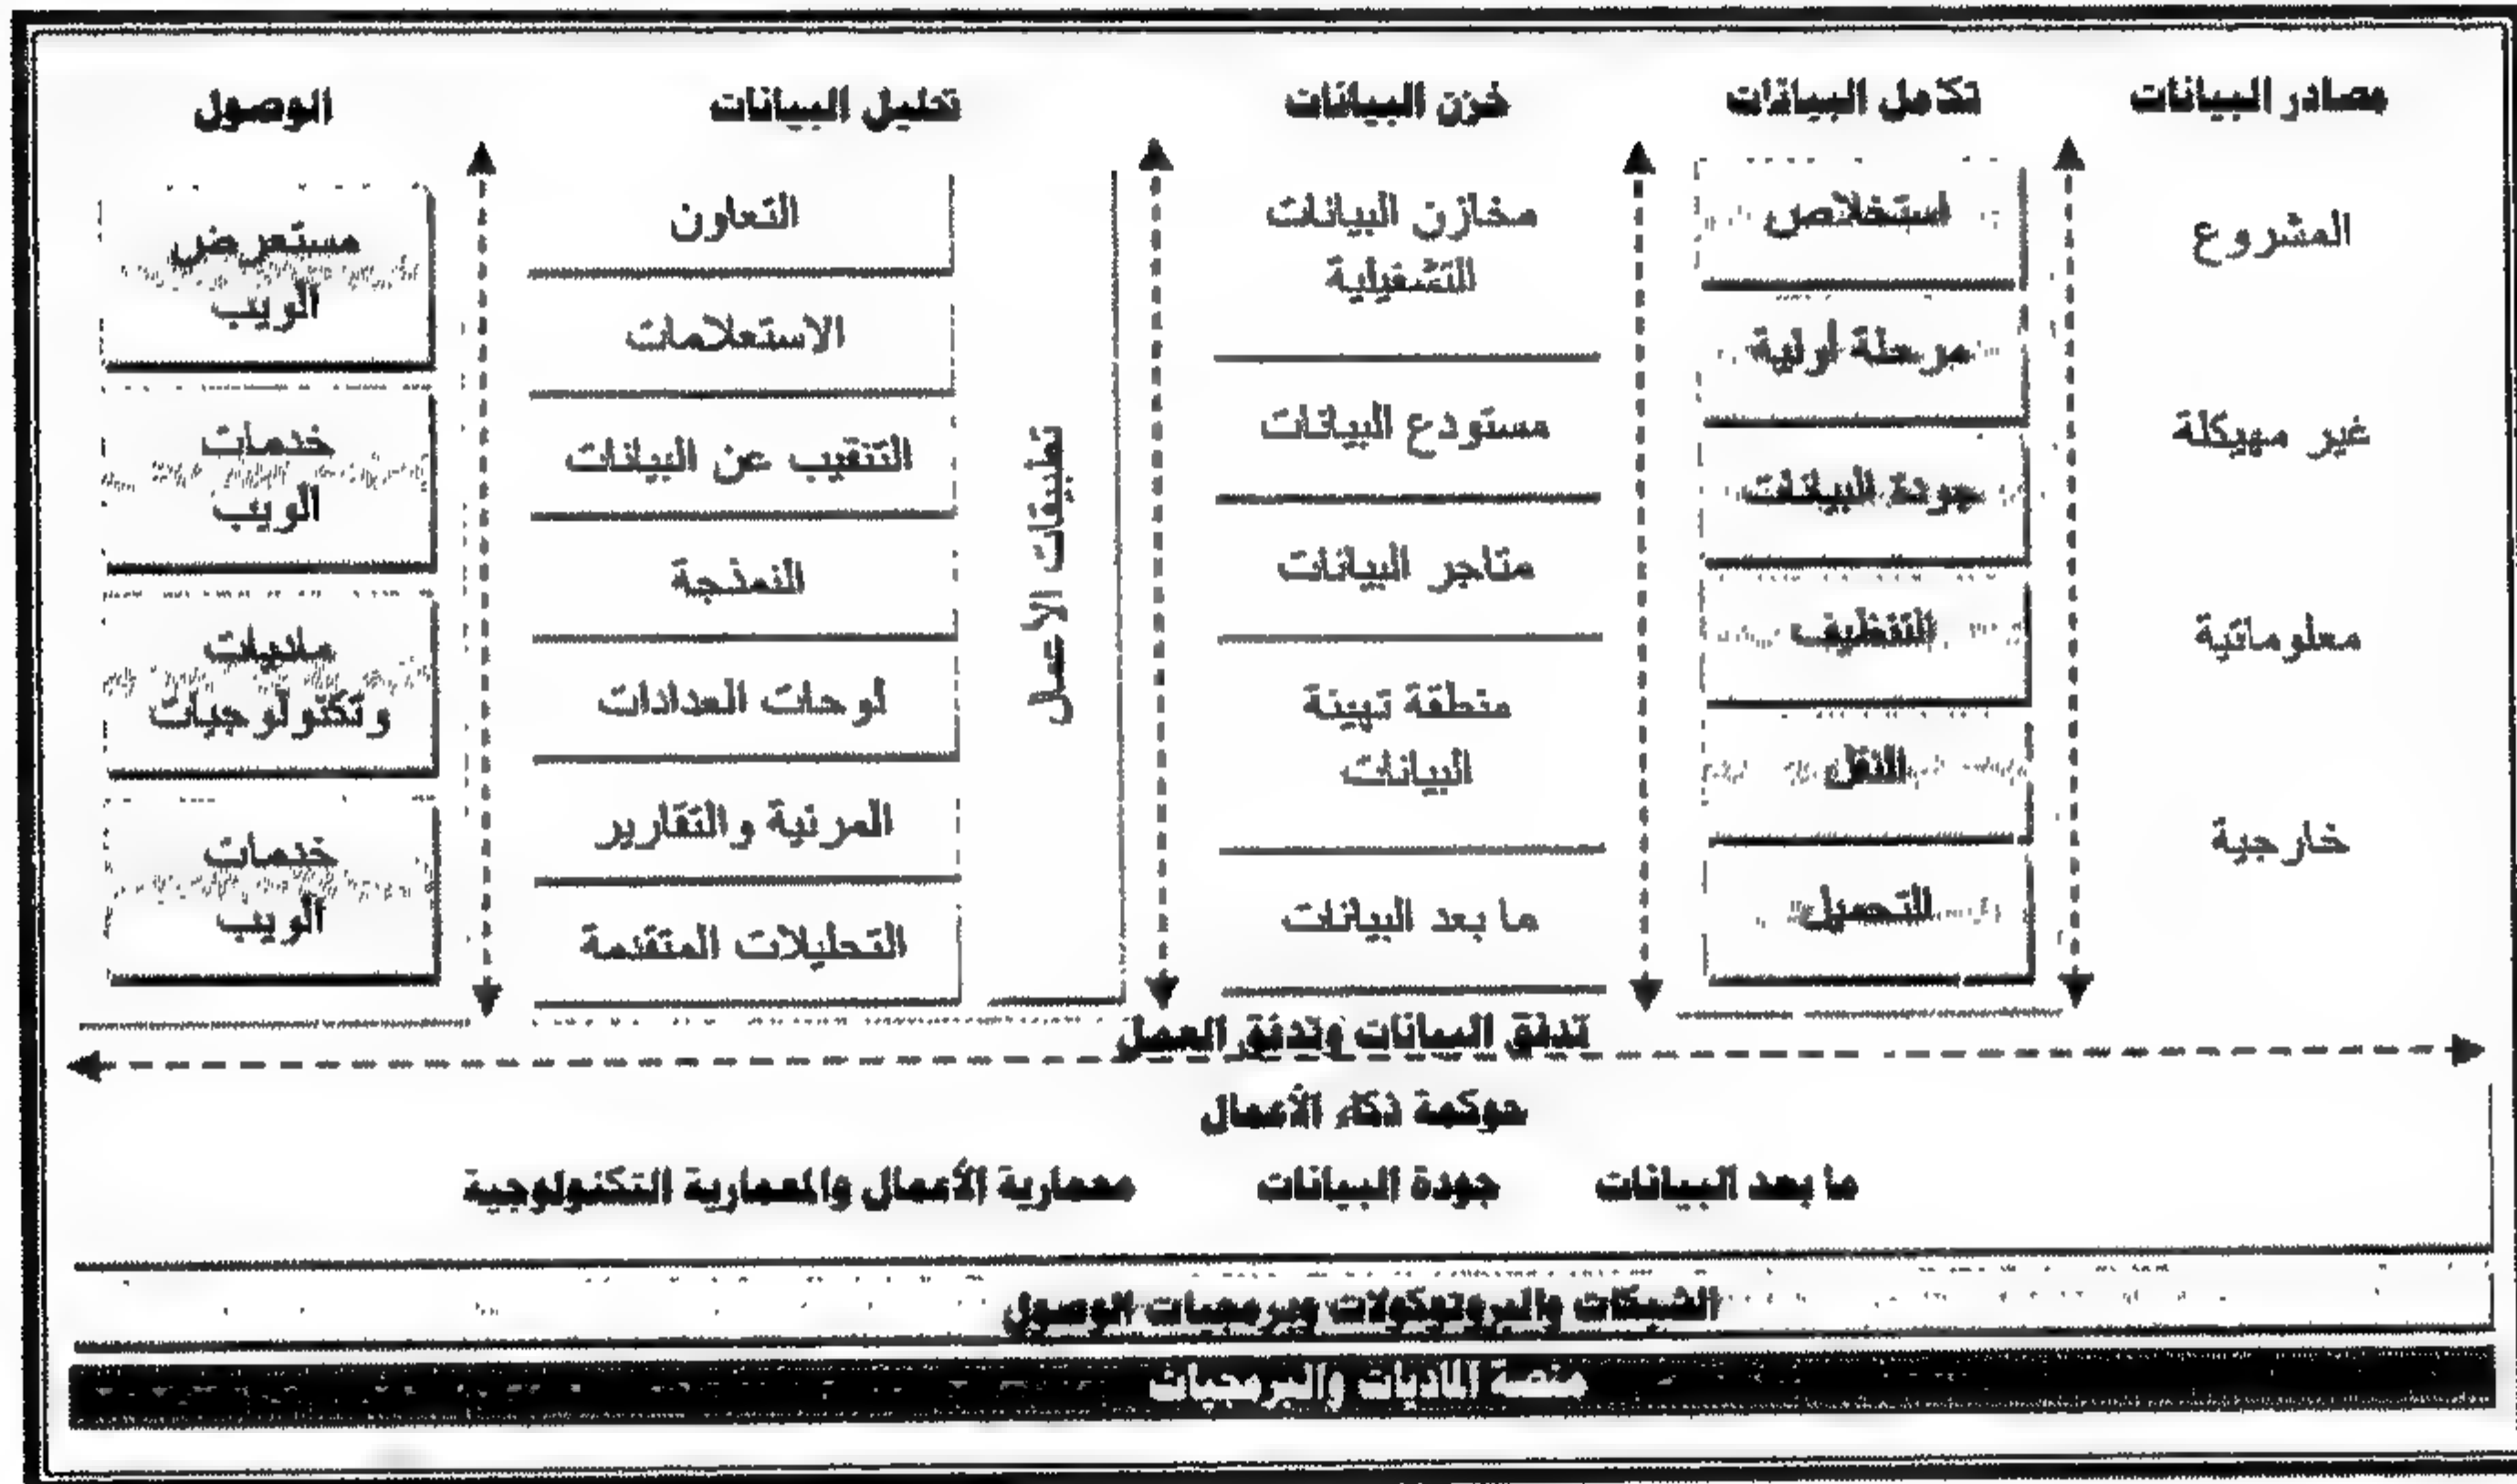 مصادر البيانات
المشروع
غير مهيكلة
معلوماتية
خارجية
تكامل البيانات
استخلاص
مرحلة أولية
جودة البيانات
التنظيف
النقل
التحميل
خزن البيانات
مخازن البيانات
التشغيلية
مستودع البيانات
متاجر البيانات
منطقة تهيئة
البيانات
ما بعد البيانات
تحليل البيانات
تطبيقات الأعمال
التعاون
الاستعلامات
التنقيب عن البيانات
النمذجة
لوحات العدادات
المرئية والتقارير
التحليلات المتقدمة
الوصول
مستعرض
الويب
خدمات
الويب
ماديات
وتكنولوجيات
خدمات
الويب
تدفق البيانات وتدفق العمل
حوكمة ذكاء الأعمال
ما بعد البيانات جودة البيانات معمارية الأعمال والمعمارية التكنولوجية
الشبكات والبروتوكولات وبرمجيات الوصول
منصة الماديات والبرمجيات